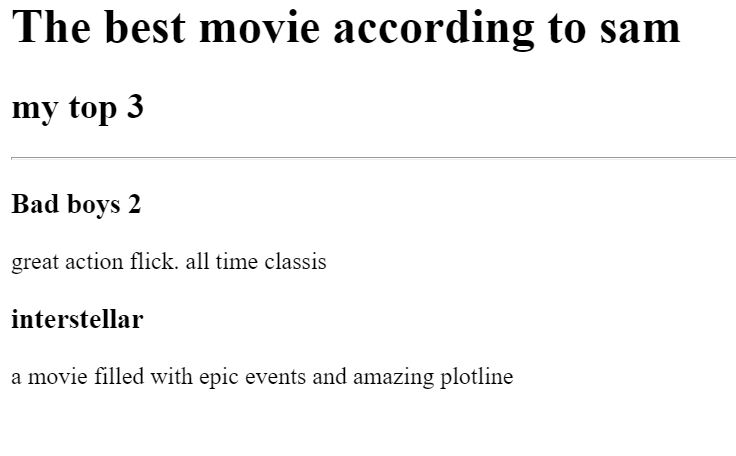 The best movie according to sam
my top 3
Bad boys 2
great action flick. all time classis
interstellar
a movie filled with epic events and amazing plotline